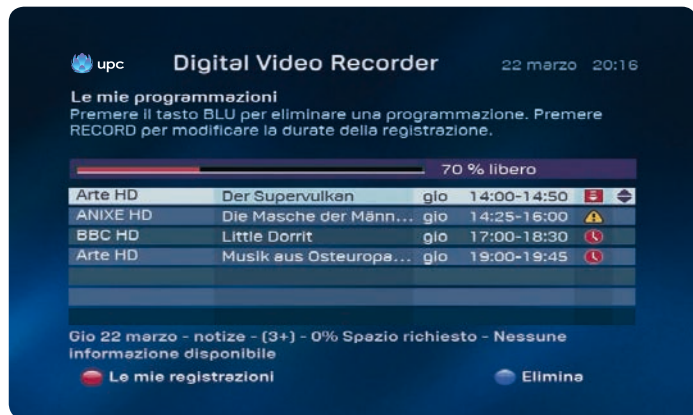 upc Digital Video Recorder 22 marzo 20:16
Le mie programmazioni
Premere il tasto BLU per eliminare una programmazione. Premere
RECORD per modificare la durate della registrazione.
70 % libero
Arte HD Der Supervulkan gio 14:00-14:50
ANIXE HD Die Masche der Männ... gio 14:25-16:00
BBC HD Little Dorrit gio 17:00-18:30
Arte HD Musik aus Osteuropa... gio 19:00-19:45
Gio 22 marzo - notize - (3+) - 0% Spazio richiesto - Nessune
informazione disponibile
Le mie registrazioni Elimina